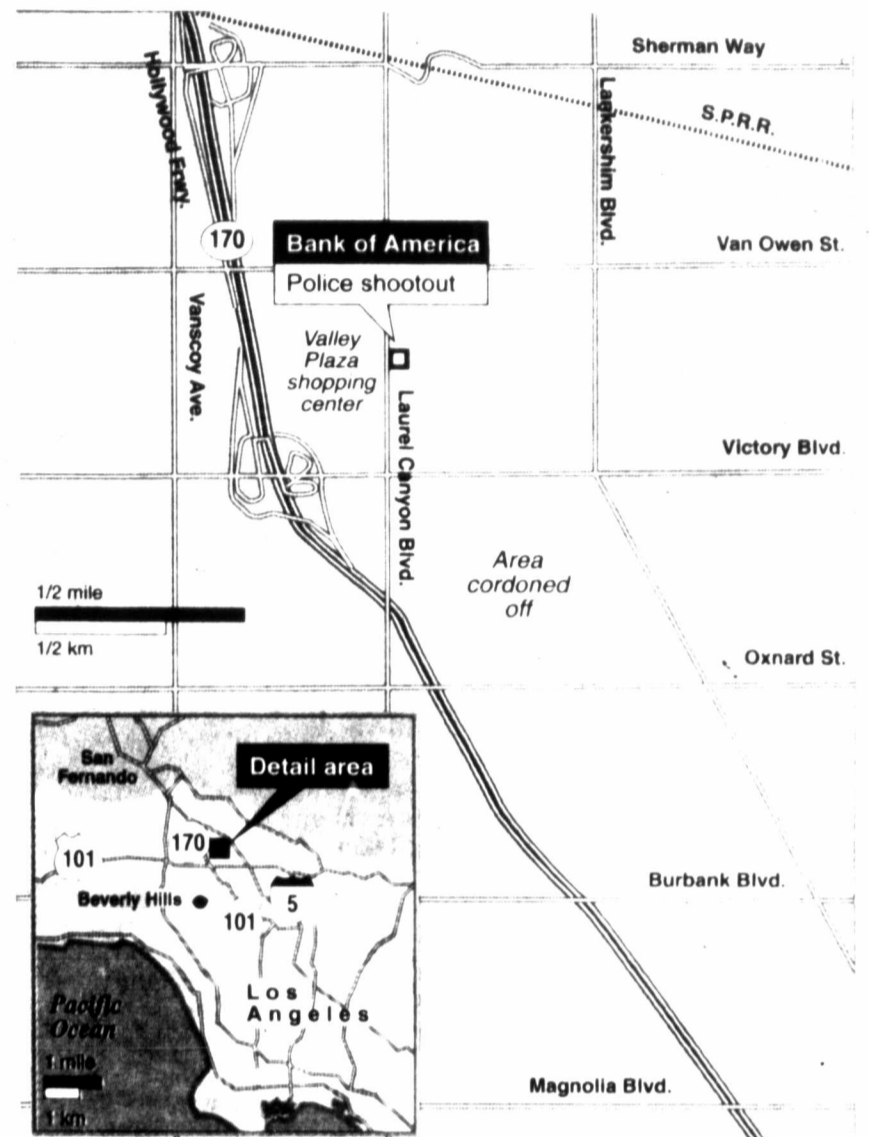 Sherman Way
Hollywood Frwy.
Lankershim Blvd.
S.P.R.R.
170
Bank of America
Police shootout
Van Owen St.
Vanscoy Ave.
Valley
Plaza
shopping
center
Laurel Canyon Blvd.
Victory Blvd.
Area
cordoned
off
1/2 mile
1/2 km
Oxnard St.
San
Fernando
Detail area
170
101
Beverly Hills
5
101
Burbank Blvd.
Los
Angeles
Pacific
Ocean
1 mile
1 km
Magnolia Blvd.